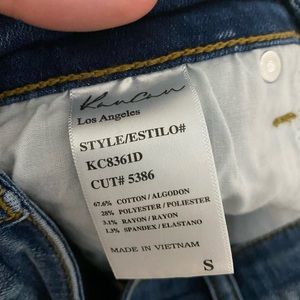 KanCan
Los Angeles
STYLE/ESTILO#
KC8361D
CUT# 5386
67.6% COTTON / ALGODON
28% POLYESTER / POLIESTER
3.1% RAYON / RAYON
1.3% SPANDEX / ELASTANO
MADE IN VIETNAM
S